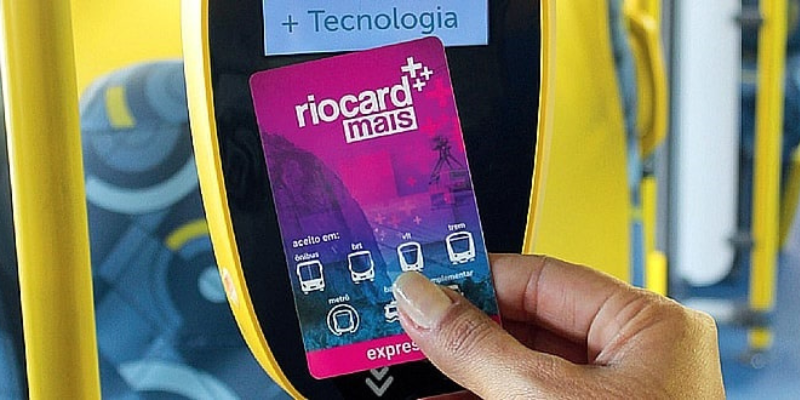 + Tecnologia
riocard
mais
aceito em:
ônibus brt vlt trem
metrô
expres